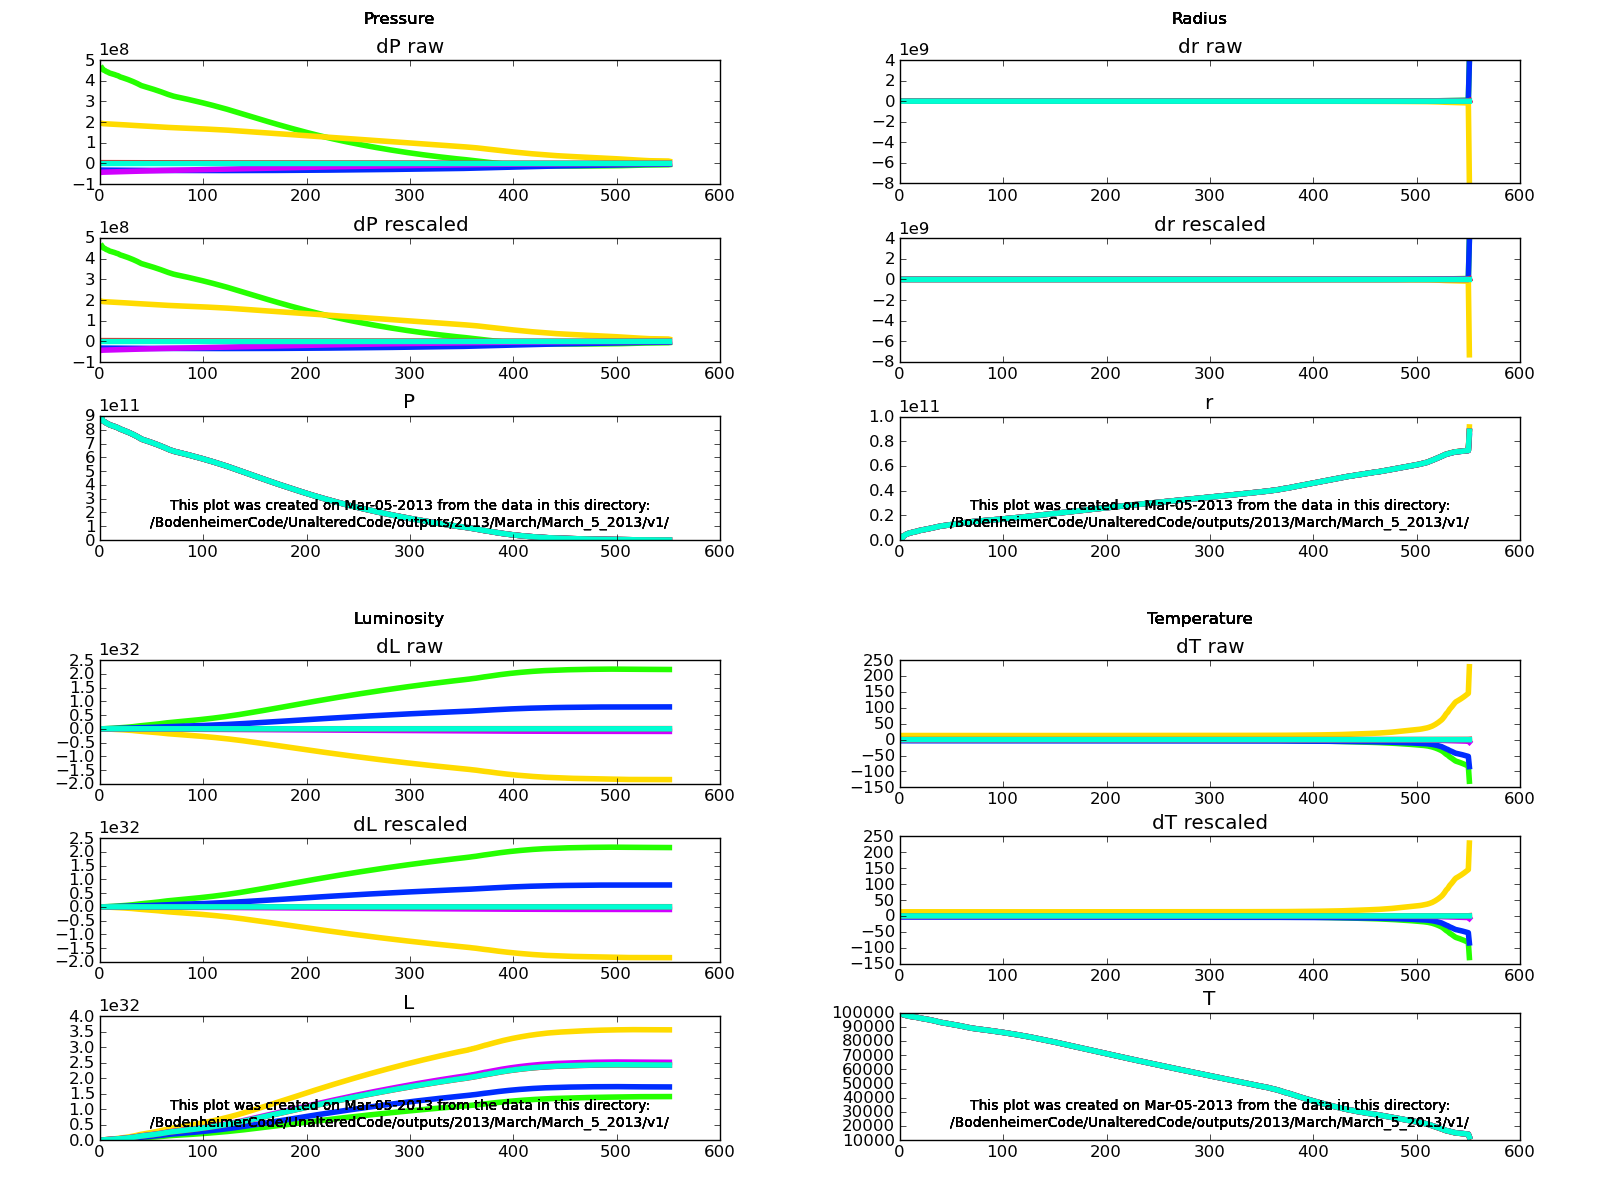 Pressure
dP raw
1e8
5
4
3
2
1
0
−1
0 100 200 300 400 500 600
dP rescaled
1e8
5
4
3
2
1
0
−1
0 100 200 300 400 500 600
P
1e11
9
8
7
6
5
4
3
2
1
0
This plot was created on Mar-05-2013 from the data in this directory:
/BodenheimerCode/UnalteredCode/outputs/2013/March/March_5_2013/v1/
0 100 200 300 400 500 600
Radius
dr raw
1e9
4
2
0
−2
−4
−6
−8
0 100 200 300 400 500 600
dr rescaled
1e9
4
2
0
−2
−4
−6
−8
0 100 200 300 400 500 600
r
1e11
1.0
0.8
0.6
0.4
0.2
0.0
This plot was created on Mar-05-2013 from the data in this directory:
/BodenheimerCode/UnalteredCode/outputs/2013/March/March_5_2013/v1/
0 100 200 300 400 500 600
Luminosity
dL raw
1e32
2.5
2.0
1.5
1.0
0.5
0.0
−0.5
−1.0
−1.5
−2.0
0 100 200 300 400 500 600
dL rescaled
1e32
2.5
2.0
1.5
1.0
0.5
0.0
−0.5
−1.0
−1.5
−2.0
0 100 200 300 400 500 600
L
1e32
4.0
3.5
3.0
2.5
2.0
1.5
1.0
0.5
0.0
This plot was created on Mar-05-2013 from the data in this directory:
/BodenheimerCode/UnalteredCode/outputs/2013/March/March_5_2013/v1/
0 100 200 300 400 500 600
Temperature
dT raw
250
200
150
100
50
0
−50
−100
−150
0 100 200 300 400 500 600
dT rescaled
250
200
150
100
50
0
−50
−100
−150
0 100 200 300 400 500 600
T
100000
90000
80000
70000
60000
50000
40000
30000
20000
10000
This plot was created on Mar-05-2013 from the data in this directory:
/BodenheimerCode/UnalteredCode/outputs/2013/March/March_5_2013/v1/
0 100 200 300 400 500 600